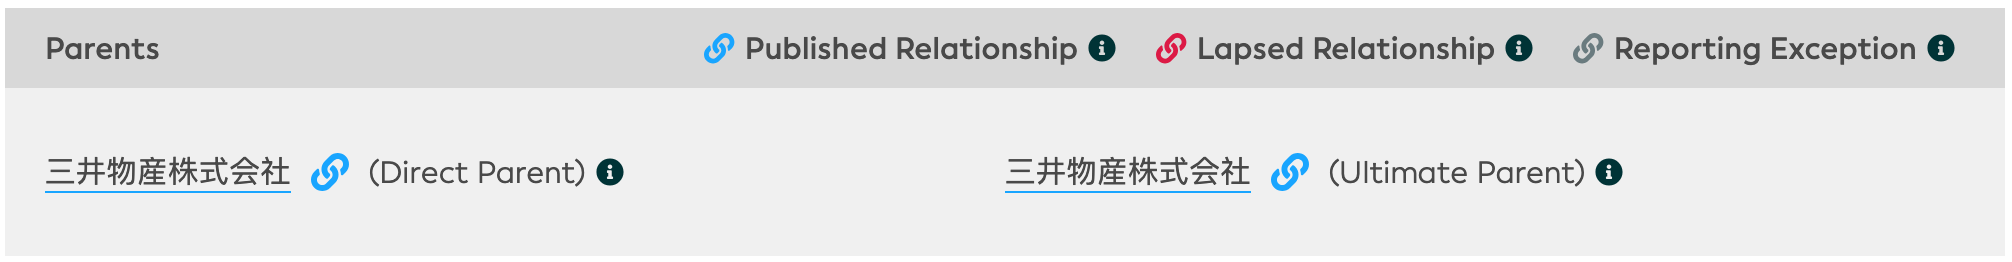 Parents Published Relationship Lapsed Relationship Reporting Exception
三井物産株式会社 (Direct Parent) 三井物産株式会社 (Ultimate Parent)